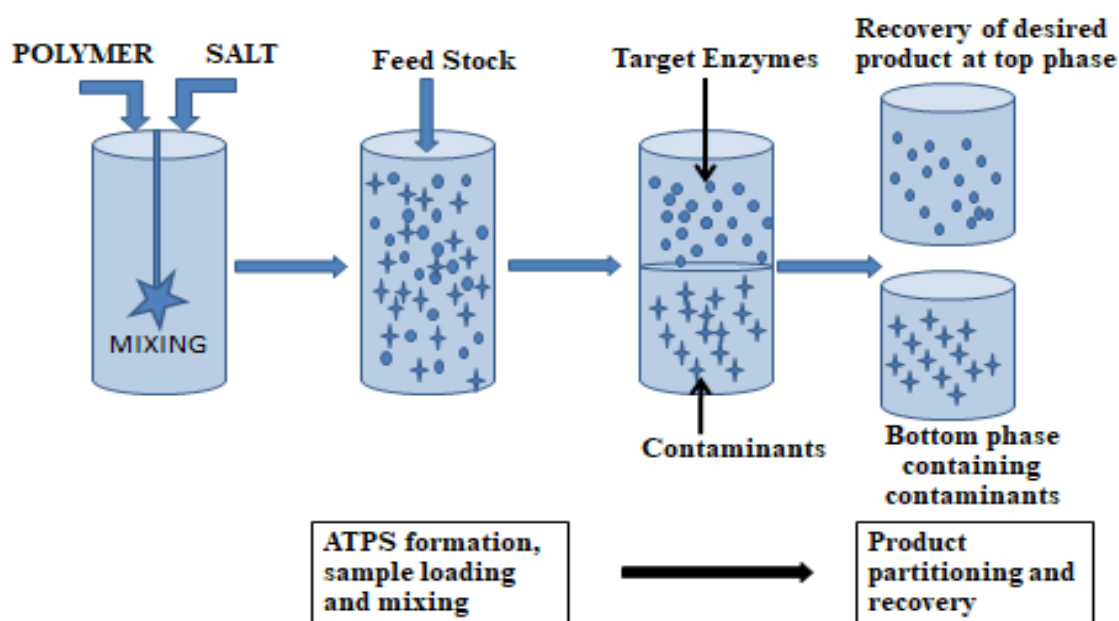 POLYMER
SALT
Feed Stock
Target Enzymes
Recovery of desired
product at top phase
MIXING
Contaminants
Bottom phase
containing
contaminants
ATPS formation,
sample loading
and mixing
Product
partitioning and
recovery